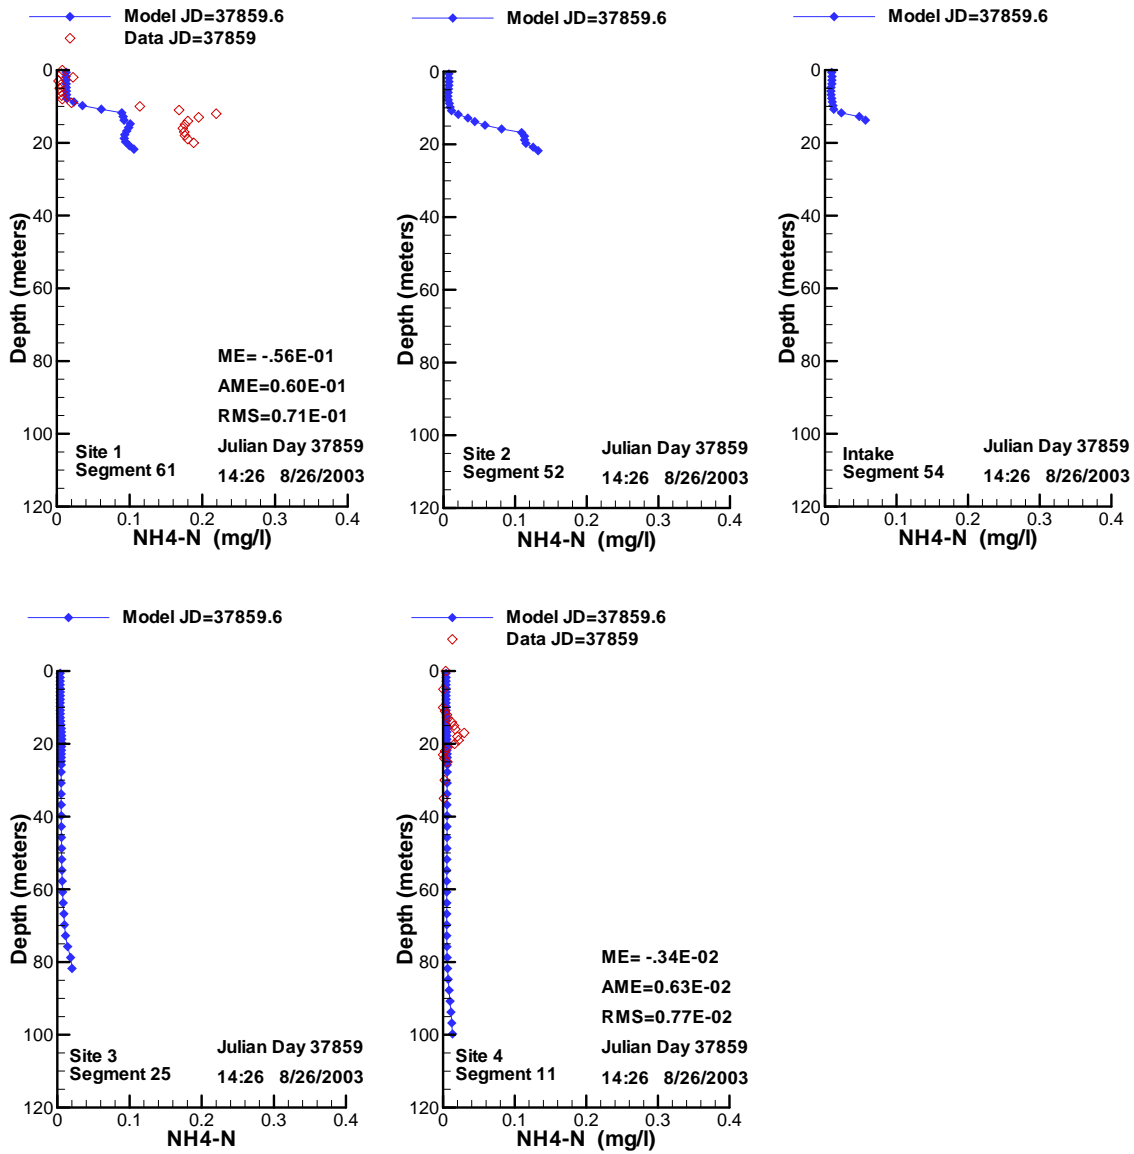 Model JD=37859.6
Data JD=37859
0
20
40
60
80
100
120
Depth (meters)
ME= -.56E-01
AME=0.60E-01
RMS=0.71E-01
Site 1
Segment 61
Julian Day 37859
14:26 8/26/2003
0 0.1 0.2 0.3 0.4
NH4-N (mg/l)
Model JD=37859.6
0
20
40
60
80
100
120
Depth (meters)
Site 2
Segment 52
Julian Day 37859
14:26 8/26/2003
0 0.1 0.2 0.3 0.4
NH4-N (mg/l)
Model JD=37859.6
0
20
40
60
80
100
120
Depth (meters)
Intake
Segment 54
Julian Day 37859
14:26 8/26/2003
0 0.1 0.2 0.3 0.4
NH4-N (mg/l)
Model JD=37859.6
0
20
40
60
80
100
120
Depth (meters)
Site 3
Segment 25
Julian Day 37859
14:26 8/26/2003
0 0.1 0.2 0.3 0.4
NH4-N
Model JD=37859.6
Data JD=37859
0
20
40
60
80
100
120
Depth (meters)
ME= -.34E-02
AME=0.63E-02
RMS=0.77E-02
Site 4
Segment 11
Julian Day 37859
14:26 8/26/2003
0 0.1 0.2 0.3 0.4
NH4-N (mg/l)